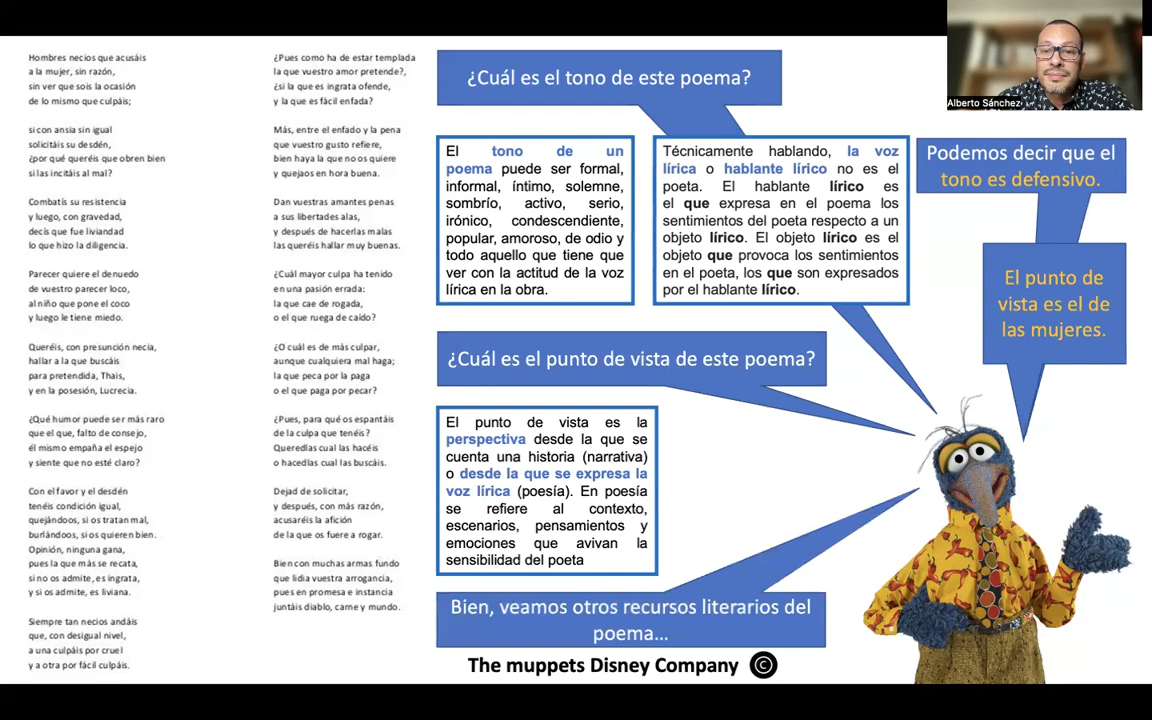 Hombres necios que acusáis
a la mujer, sin razón,
sin ver que sois la ocasión
de lo mismo que culpáis;
si con ansia sin igual
solicitáis su desdén,
¿por qué queréis que obren bien
si las incitáis al mal?
Combatís su resistencia
y luego, con gravedad,
decís que fue liviandad
lo que hizo la diligencia.
Parecer quiere el denuedo
de vuestro parecer loco,
al niño que pone el coco
y luego le tiene miedo.
Queréis, con presunción necia,
hallar a la que buscáis
para pretendida, Thais,
y en la posesión, Lucrecia.
¿Qué humor puede ser más raro
que el que, falto de consejo,
él mismo empaña el espejo
y siente que no esté claro?
Con el favor y el desdén
tenéis condición igual,
quejándoos, si os tratan mal,
burlándoos, si os quieren bien.
Opinión, ninguna gana,
pues la que más se recata,
si no os admite, es ingrata,
y si os admite, es liviana.
Siempre tan necios andáis
que, con desigual nivel,
a una culpáis por cruel
y a otra por fácil culpáis.
¿Pues como ha de estar templada
la que vuestro amor pretende?,
¿si la que es ingrata ofende,
y la que es fácil enfada?
Más, entre el enfado y la pena
que vuestro gusto refiere,
bien haya la que no os quiere
y quejaos en hora buena.
Dan vuestras amantes penas
a sus libertades alas,
y después de hacerlas malas
las queréis hallar muy buenas.
¿Cuál mayor culpa ha tenido
en una pasión errada:
la que cae de rogada,
o el que ruega de caído?
¿O cuál es de más culpar,
aunque cualquiera mal haga;
la que peca por la paga
o el que paga por pecar?
¿Pues, para qué os espantáis
de la culpa que tenéis?
Queredlas cual las hacéis
o hacedlas cual las buscáis.
Dejad de solicitar,
y después, con más razón,
acusaréis la afición
de la que os fuere a rogar.
Bien con muchas armas fundo
que lidia vuestra arrogancia,
pues en promesa e instancia
juntáis diablo, carne y mundo.
¿Cuál es el tono de este poema?
El tono de un
poema puede ser formal,
informal, íntimo, solemne,
sombrío, activo, serio,
irónico, condescendiente,
popular, amoroso, de odio y
todo aquello que tiene que
ver con la actitud de la voz
lírica en la obra.
Técnicamente hablando, la voz
lírica o hablante lírico no es el
poeta. El hablante lírico es
el que expresa en el poema los
sentimientos del poeta respecto a un
objeto lírico. El objeto lírico es el
objeto que provoca los sentimientos
en el poeta, los que son expresados
por el hablante lírico.
Alberto Sánchez
Podemos decir que el
tono es defensivo.
El punto de
vista es el de
las mujeres.
¿Cuál es el punto de vista de este poema?
El punto de vista es la
perspectiva desde la que se
cuenta una historia (narrativa)
o desde la que se expresa la
voz lírica (poesía). En poesía
se refiere al contexto,
escenarios, pensamientos y
emociones que avivan la
sensibilidad del poeta
Bien, veamos otros recursos literarios del
poema...
The muppets Disney Company ©